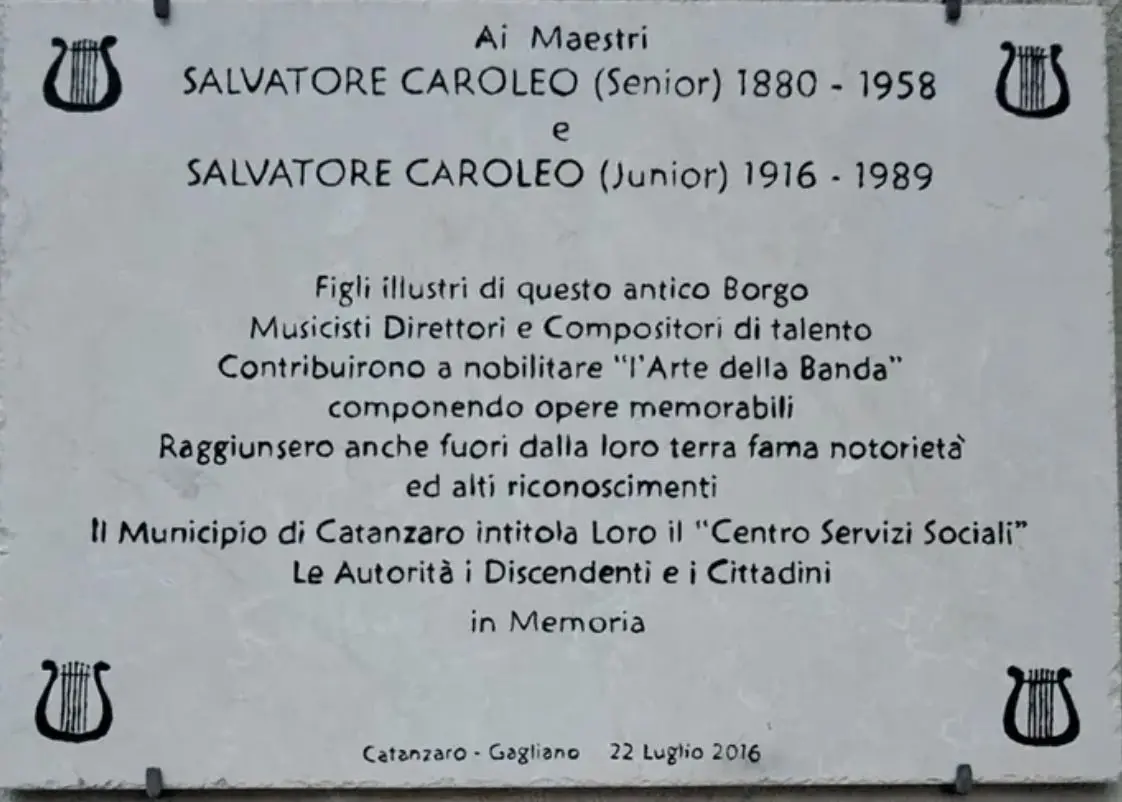 Ai Maestri
SALVATORE CAROLEO (Senior) 1880 - 1958
e
SALVATORE CAROLEO (Junior) 1916 - 1989
Figli illustri di questo antico Borgo
Musicisti Direttori e Compositori di talento
Contribuirono a nobilitare "l'Arte della Banda"
componendo opere memorabili
Raggiunsero anche fuori dalla loro terra fama notorietà
ed alti riconoscimenti
Il Municipio di Catanzaro intitola Loro il "Centro Servizi Sociali"
Le Autorità i Discendenti e i Cittadini
in Memoria
Catanzaro - Gagliano 22 Luglio 2016